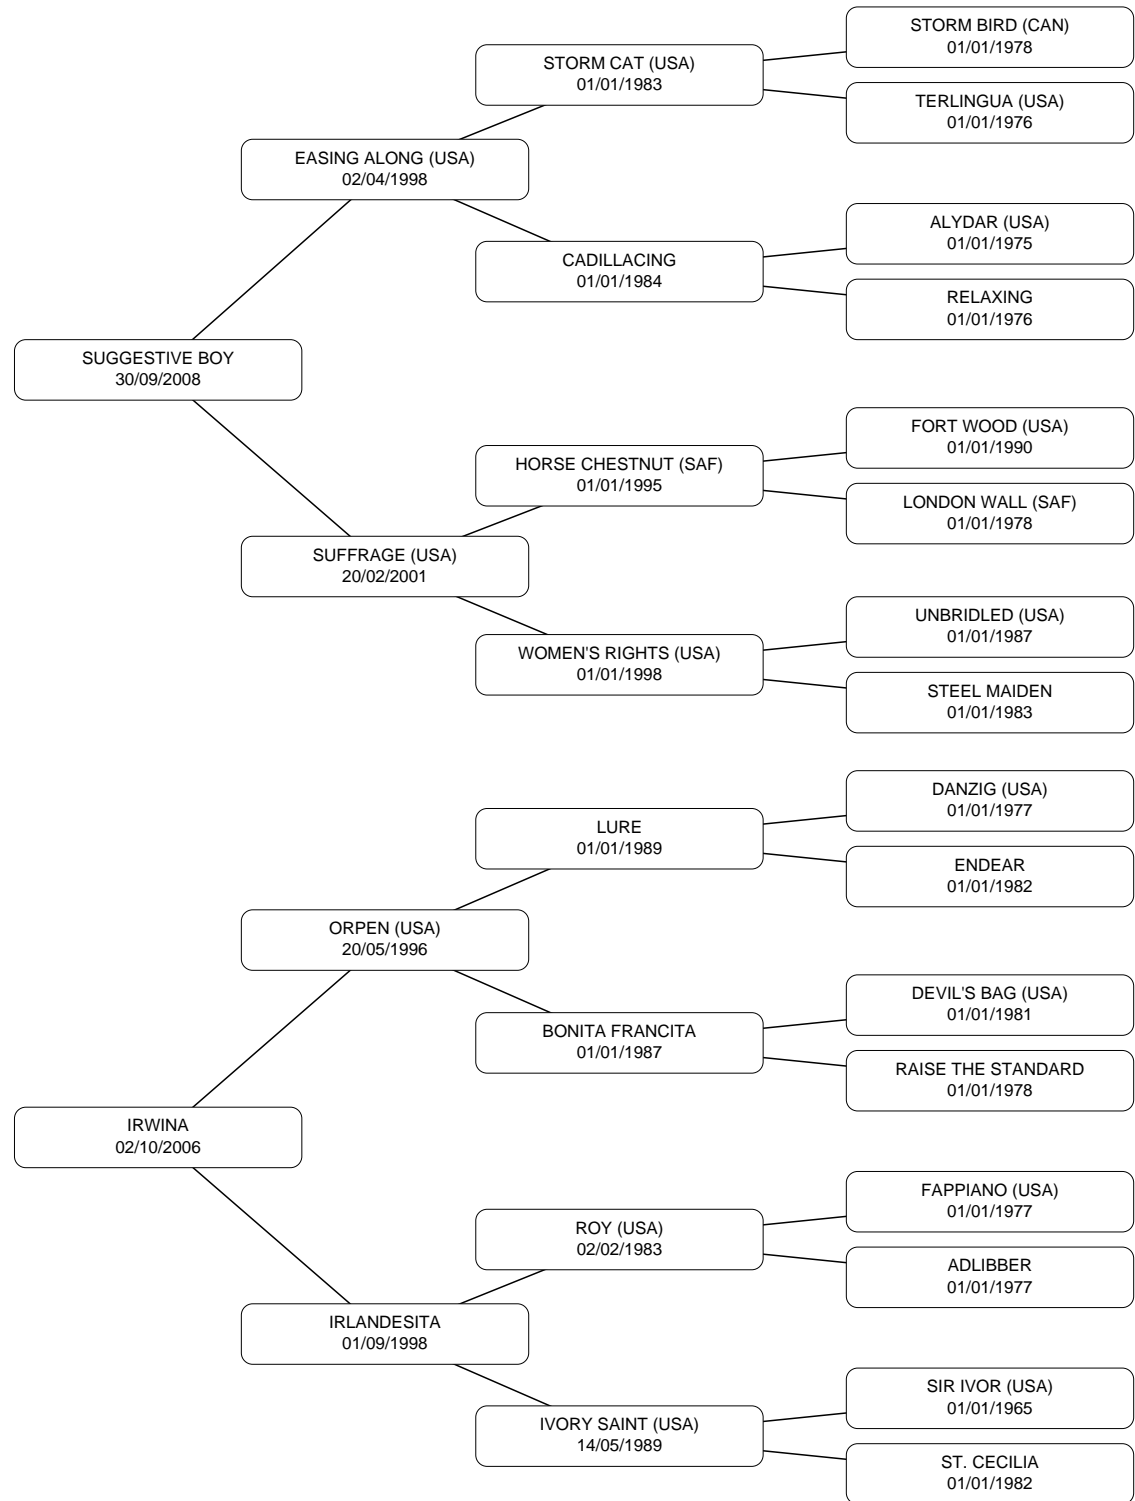 STORM BIRD (CAN)
01/01/1978
STORM CAT (USA)
01/01/1983
TERLINGUA (USA)
01/01/1976
EASING ALONG (USA)
02/04/1998
ALYDAR (USA)
01/01/1975
CADILLACING
01/01/1984
RELAXING
01/01/1976
SUGGESTIVE BOY
30/09/2008
FORT WOOD (USA)
01/01/1990
HORSE CHESTNUT (SAF)
01/01/1995
LONDON WALL (SAF)
01/01/1978
SUFFRAGE (USA)
20/02/2001
UNBRIDLED (USA)
01/01/1987
WOMEN'S RIGHTS (USA)
01/01/1998
STEEL MAIDEN
01/01/1983
DANZIG (USA)
01/01/1977
LURE
01/01/1989
ENDEAR
01/01/1982
ORPEN (USA)
20/05/1996
DEVIL'S BAG (USA)
01/01/1981
BONITA FRANCITA
01/01/1987
RAISE THE STANDARD
01/01/1978
IRWINA
02/10/2006
FAPPIANO (USA)
01/01/1977
ROY (USA)
02/02/1983
ADLIBBER
01/01/1977
IRLANDESITA
01/09/1998
SIR IVOR (USA)
01/01/1965
IVORY SAINT (USA)
14/05/1989
ST. CECILIA
01/01/1982